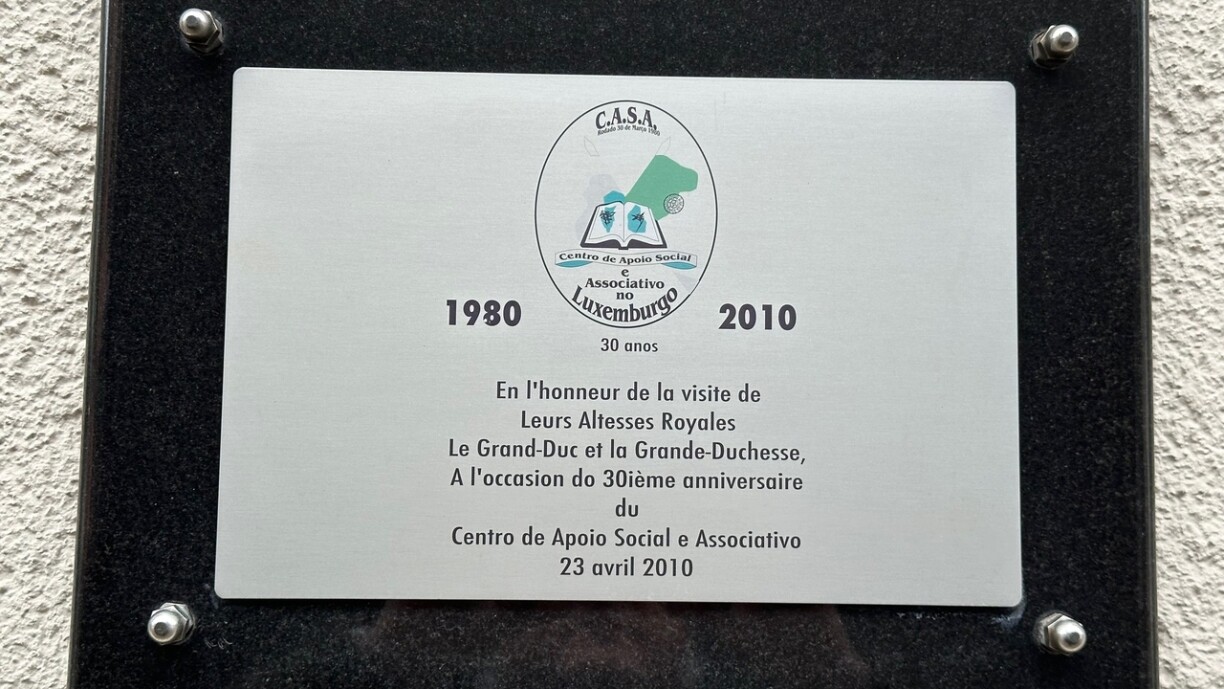 C.A.S.A.
Centro de Apoio Social
e
Associativo
no
Luxemburgo
1980
2010
30 anos
En l'honneur de la visite de
Leurs Altesses Royales
Le Grand-Duc et la Grande-Duchesse,
A l'occasion do 30ième anniversaire
du
Centro de Apoio Social e Associativo
23 avril 2010